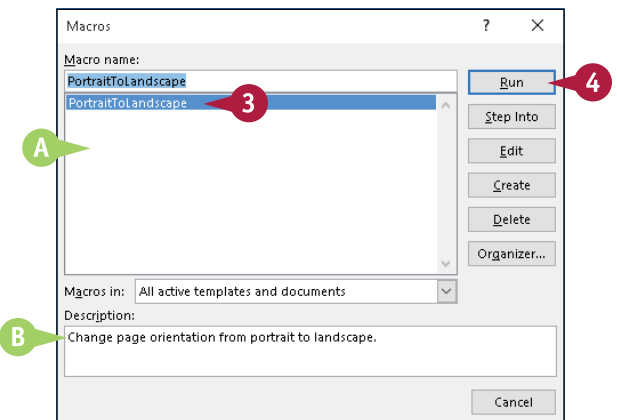 Macros ? ×
Macro name:
PortraitToLandscape
Run
4
PortraitToLandscape
3
Step Into
A
Edit
Create
Delete
Organizer...
Macros in: All active templates and documents
Description:
B
Change page orientation from portrait to landscape.
Cancel